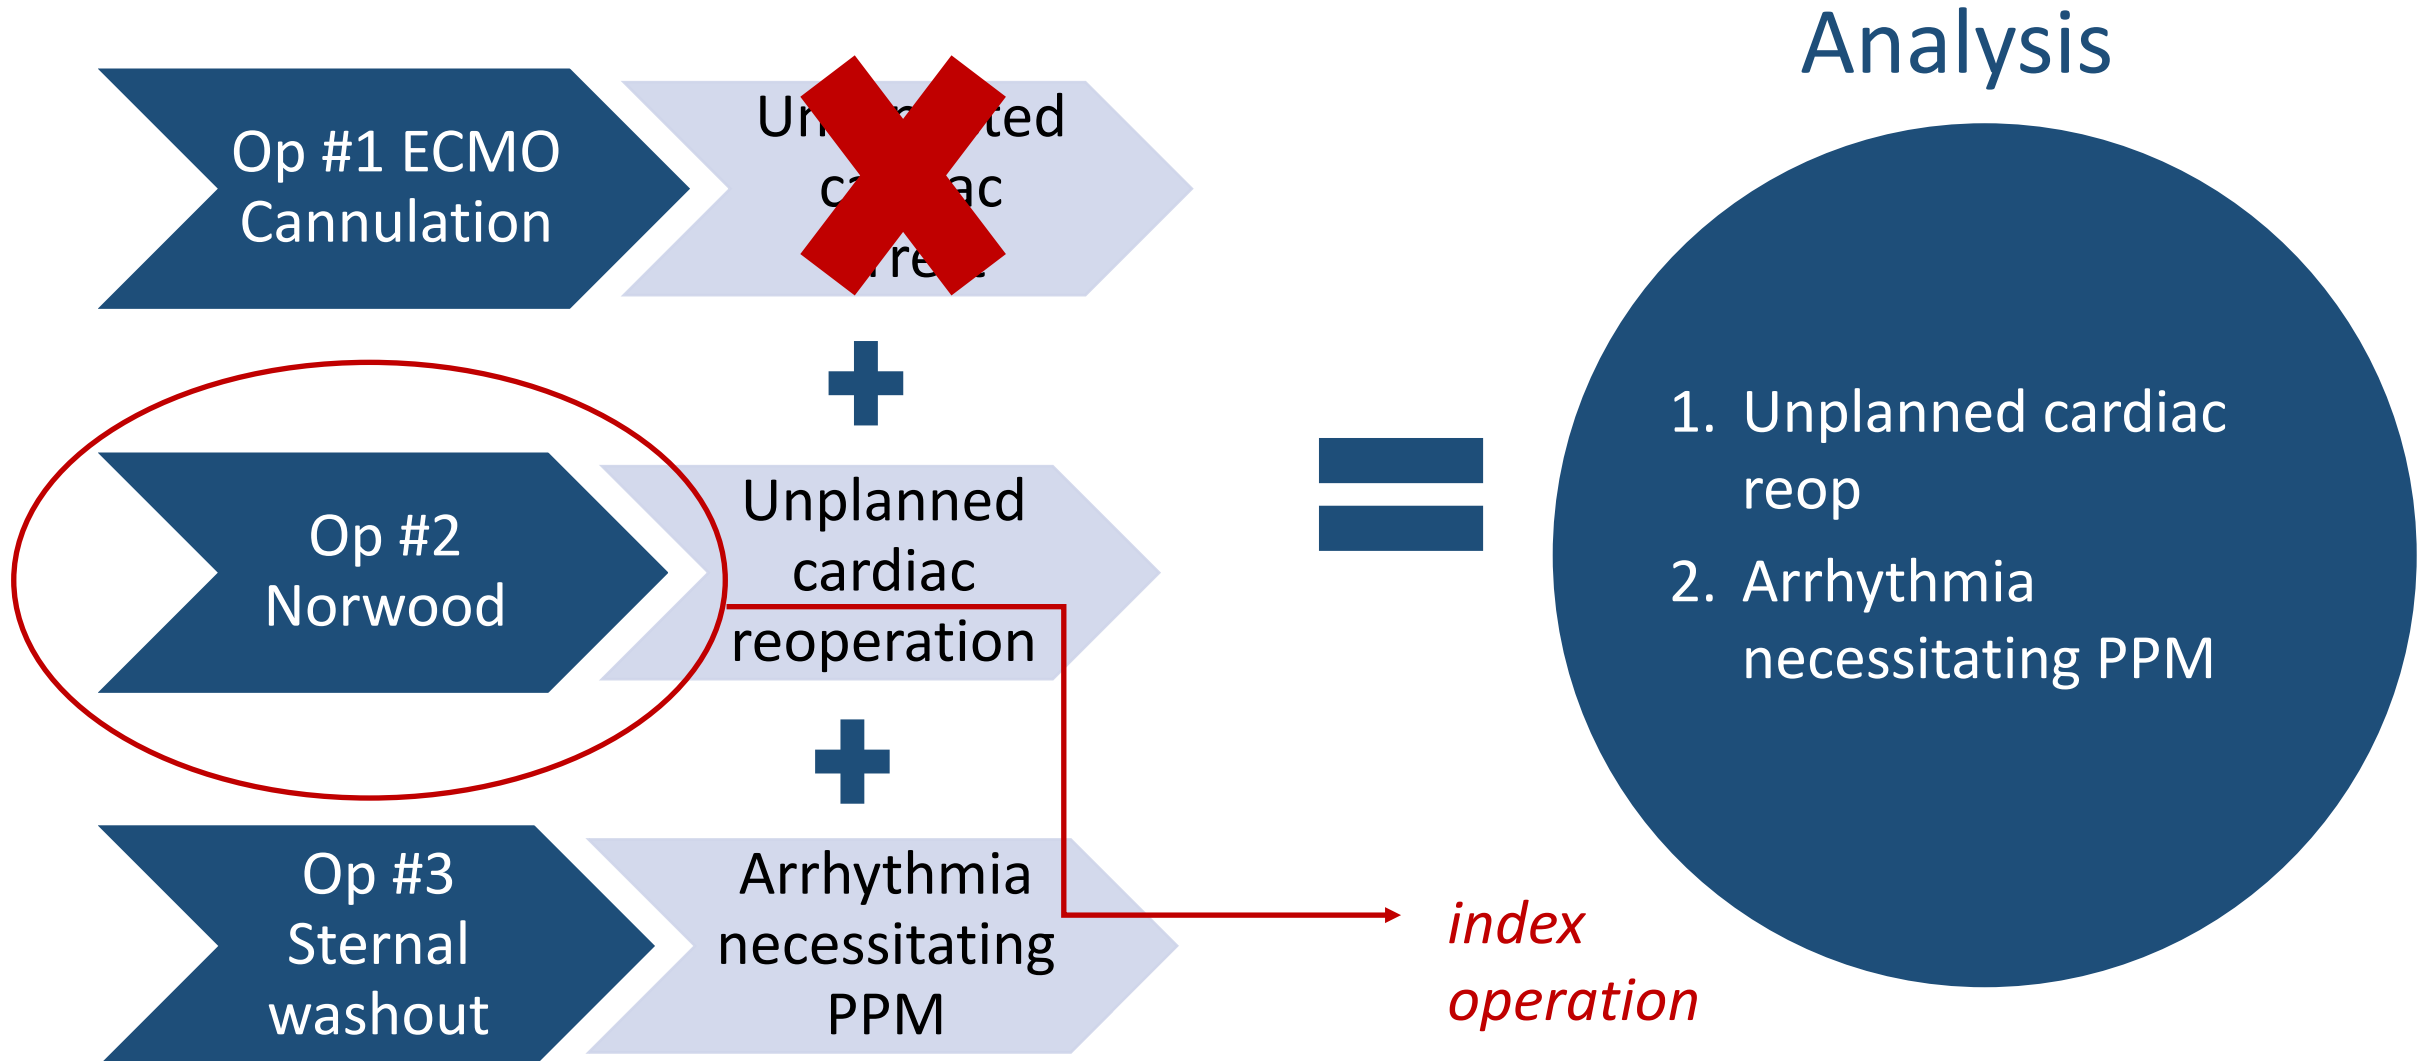 Analysis
Op #1 ECMO
Cannulation
Op #2
Norwood
Unplanned
cardiac
reoperation
Op #3
Sternal
washout
Arrhythmia
necessitating
PPM
1. Unplanned cardiac
reop
2. Arrhythmia
necessitating PPM
index
operation